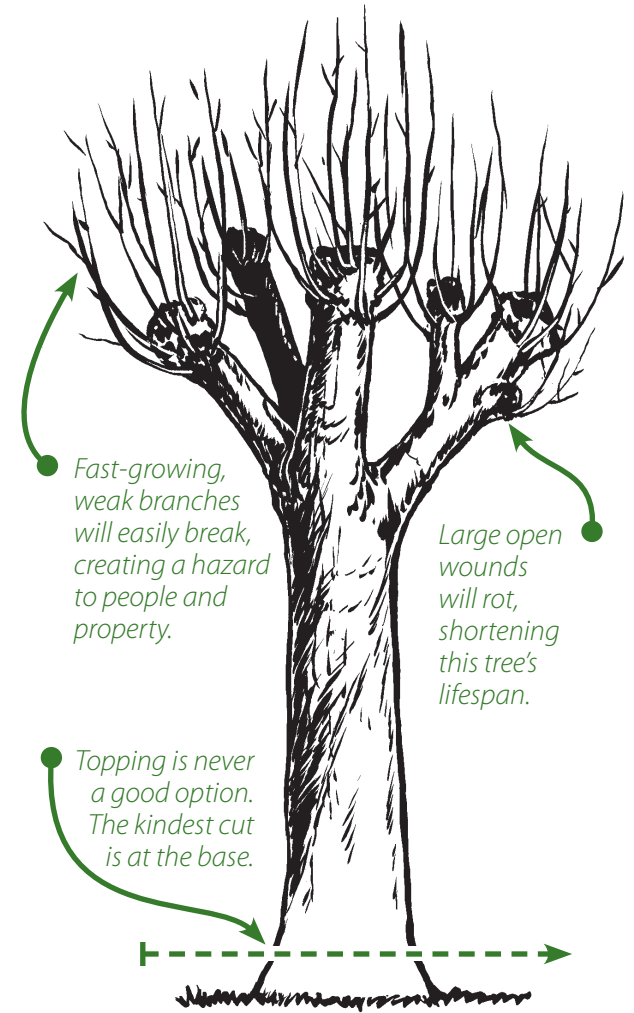 Fast-growing,
weak branches
will easily break,
creating a hazard
to people and
property.
Large open
wounds
will rot,
shortening
this tree’s
lifespan.
Topping is never
a good option.
The kindest cut
is at the base.